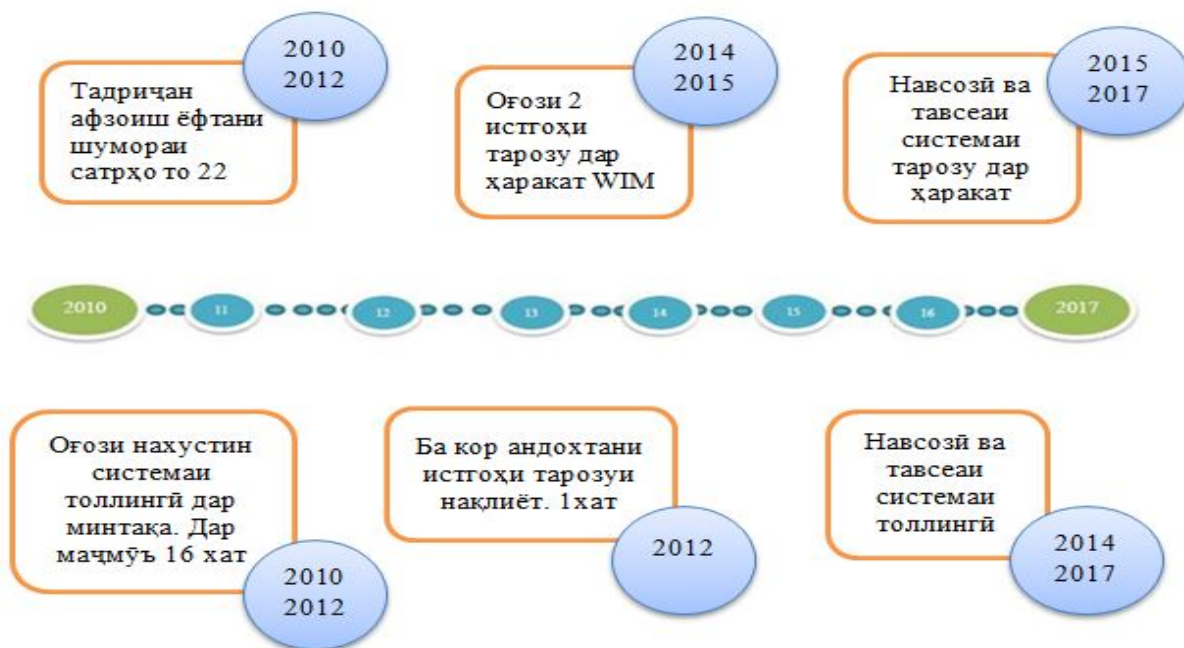 2010
2012
Тадриҷан
афзоиш ёфтани
шумораи
сатрҳо то 22
2014
2015
Оғози 2
истгоҳи
тарозу дар
ҳаракат WIM
2015
2017
Навсозӣ ва
тавсеаи
системаи
тарозу дар
ҳаракат
2010 11 12 13 14 15 16 2017
Оғози нахустин
системаи
толлингӣ дар
минтақа. Дар
маҷмӯъ 16 хат
2010
2012
Ба кор андохтани
истгоҳи тарозуи
нақлиёт. 1хат
2012
Навсозӣ ва
тавсеаи
системаи
толлингӣ
2014
2017